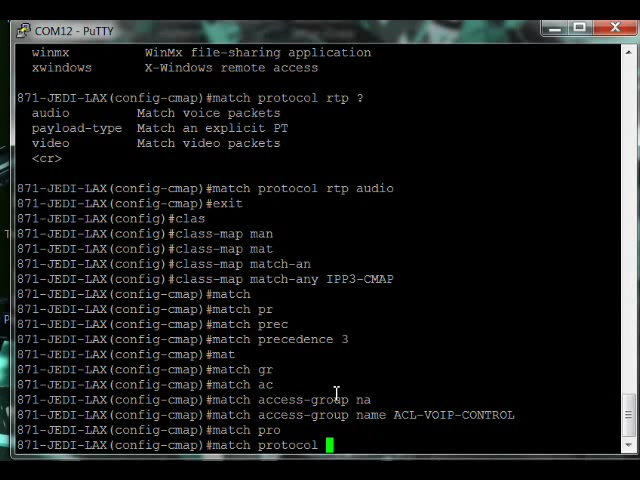 COM12 - PuTTY
winmx WinMx file-sharing application
xwindows X-Windows remote access
871-JEDI-LAX(config-cmap)#match protocol rtp ?
audio Match voice packets
payload-type Match an explicit PT
video Match video packets
<cr>
871-JEDI-LAX(config-cmap)#match protocol rtp audio
871-JEDI-LAX(config-cmap)#exit
871-JEDI-LAX(config)#clas
871-JEDI-LAX(config)#class-map man
871-JEDI-LAX(config)#class-map mat
871-JEDI-LAX(config)#class-map match-an
871-JEDI-LAX(config)#class-map match-any IPP3-CMAP
871-JEDI-LAX(config-cmap)#match
871-JEDI-LAX(config-cmap)#match pr
871-JEDI-LAX(config-cmap)#match prec
871-JEDI-LAX(config-cmap)#match precedence 3
871-JEDI-LAX(config-cmap)#mat
871-JEDI-LAX(config-cmap)#match gr
871-JEDI-LAX(config-cmap)#match ac
871-JEDI-LAX(config-cmap)#match access-group na
871-JEDI-LAX(config-cmap)#match access-group name ACL-VOIP-CONTROL
871-JEDI-LAX(config-cmap)#match pro
871-JEDI-LAX(config-cmap)#match protocol